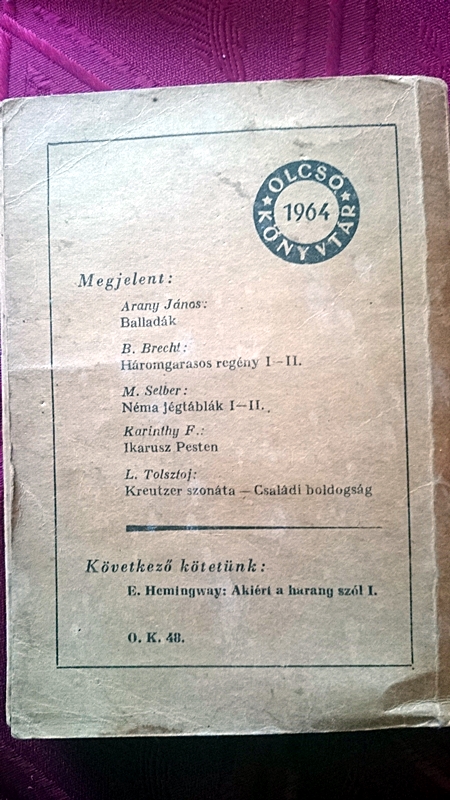 OLCSÓ
1964
KÖNYVTÁR
Megjelent:
Arany János:
Balladák
B. Brecht:
Háromgarasos regény I–II.
M. Selber:
Néma jégtáblák I–II.
Karinthy F.:
Ikarusz Pesten
L. Tolsztoj:
Kreutzer szonáta – Családi boldogság
Következő kötetünk:
E. Hemingway: Akiért a harang szól I.
O. K. 48.